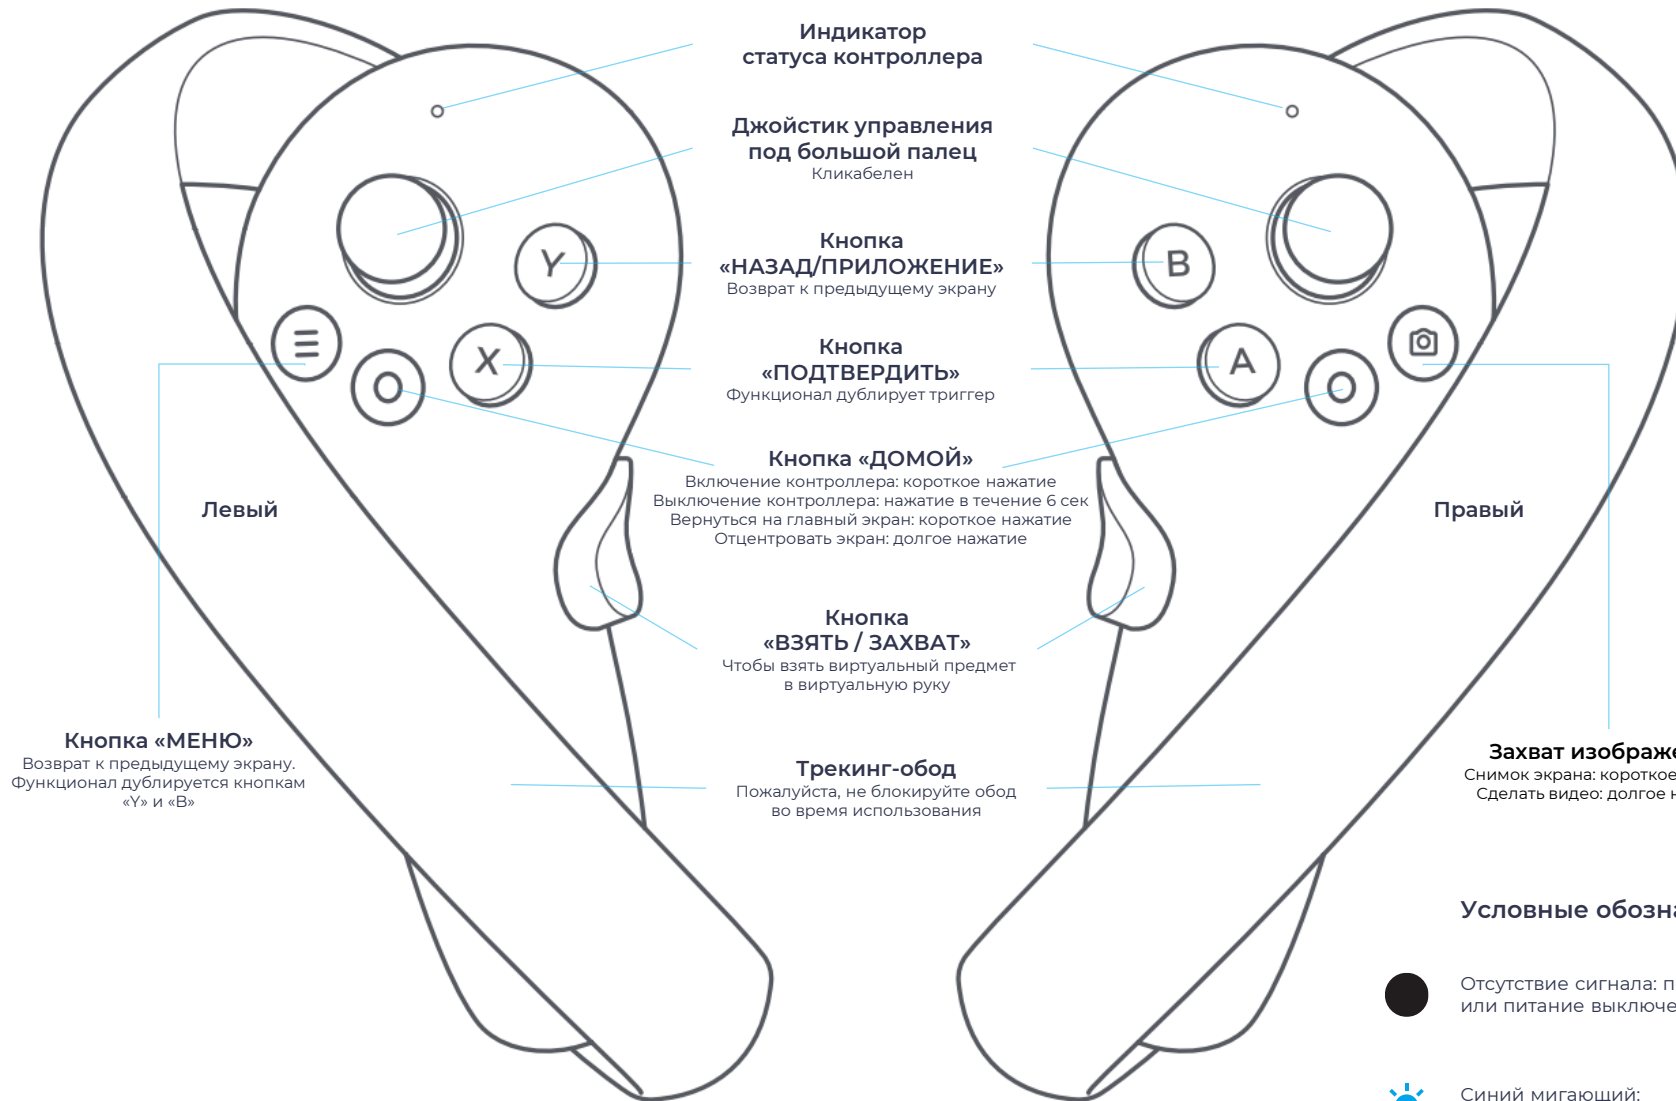 Индикатор
статуса контроллера
Джойстик управления
под большой палец
Кликабелен
Y
B
Кнопка
«НАЗАД/ПРИЛОЖЕНИЕ»
Возврат к предыдущему экрану
X
A
Кнопка
«ПОДТВЕРДИТЬ»
Функционал дублирует триггер
Кнопка «ДОМОЙ»
Включение контроллера: короткое нажатие
Выключение контроллера: нажатие в течение 6 сек
Вернуться на главный экран: короткое нажатие
Отцентровать экран: долгое нажатие
Левый
Правый
Кнопка
«ВЗЯТЬ / ЗАХВАТ»
Чтобы взять виртуальный предмет
в виртуальную руку
Кнопка «МЕНЮ»
Возврат к предыдущему экрану.
Функционал дублируется кнопкам
«Y» и «B»
Трекинг-обод
Пожалуйста, не блокируйте обод
во время использования
Захват
Снимок экрана: короткое
Сделать видео: долгое
Условные
Отсутствие сигнала:
или питание
Синий мигающий: